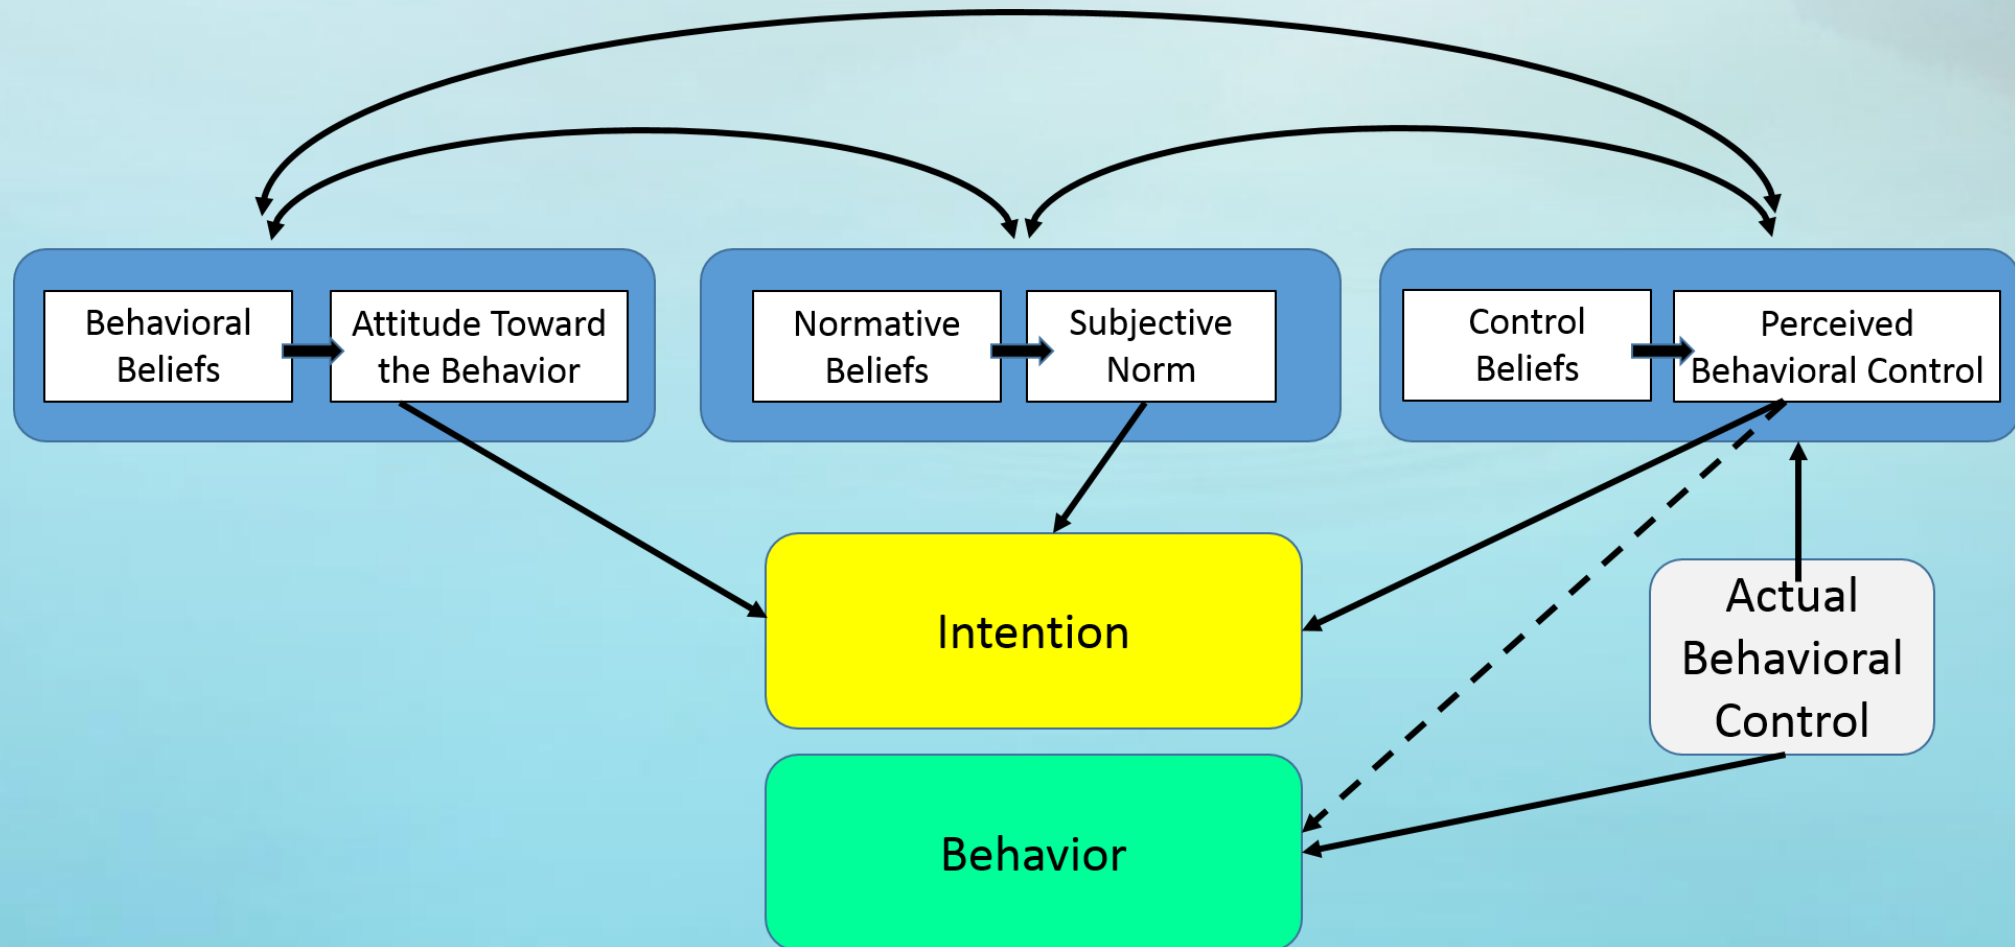 Behavioral
Beliefs
Attitude Toward
the Behavior
Normative
Beliefs
Subjective
Norm
Control
Beliefs
Perceived
Behavioral Control
Intention
Actual
Behavioral
Control
Behavior